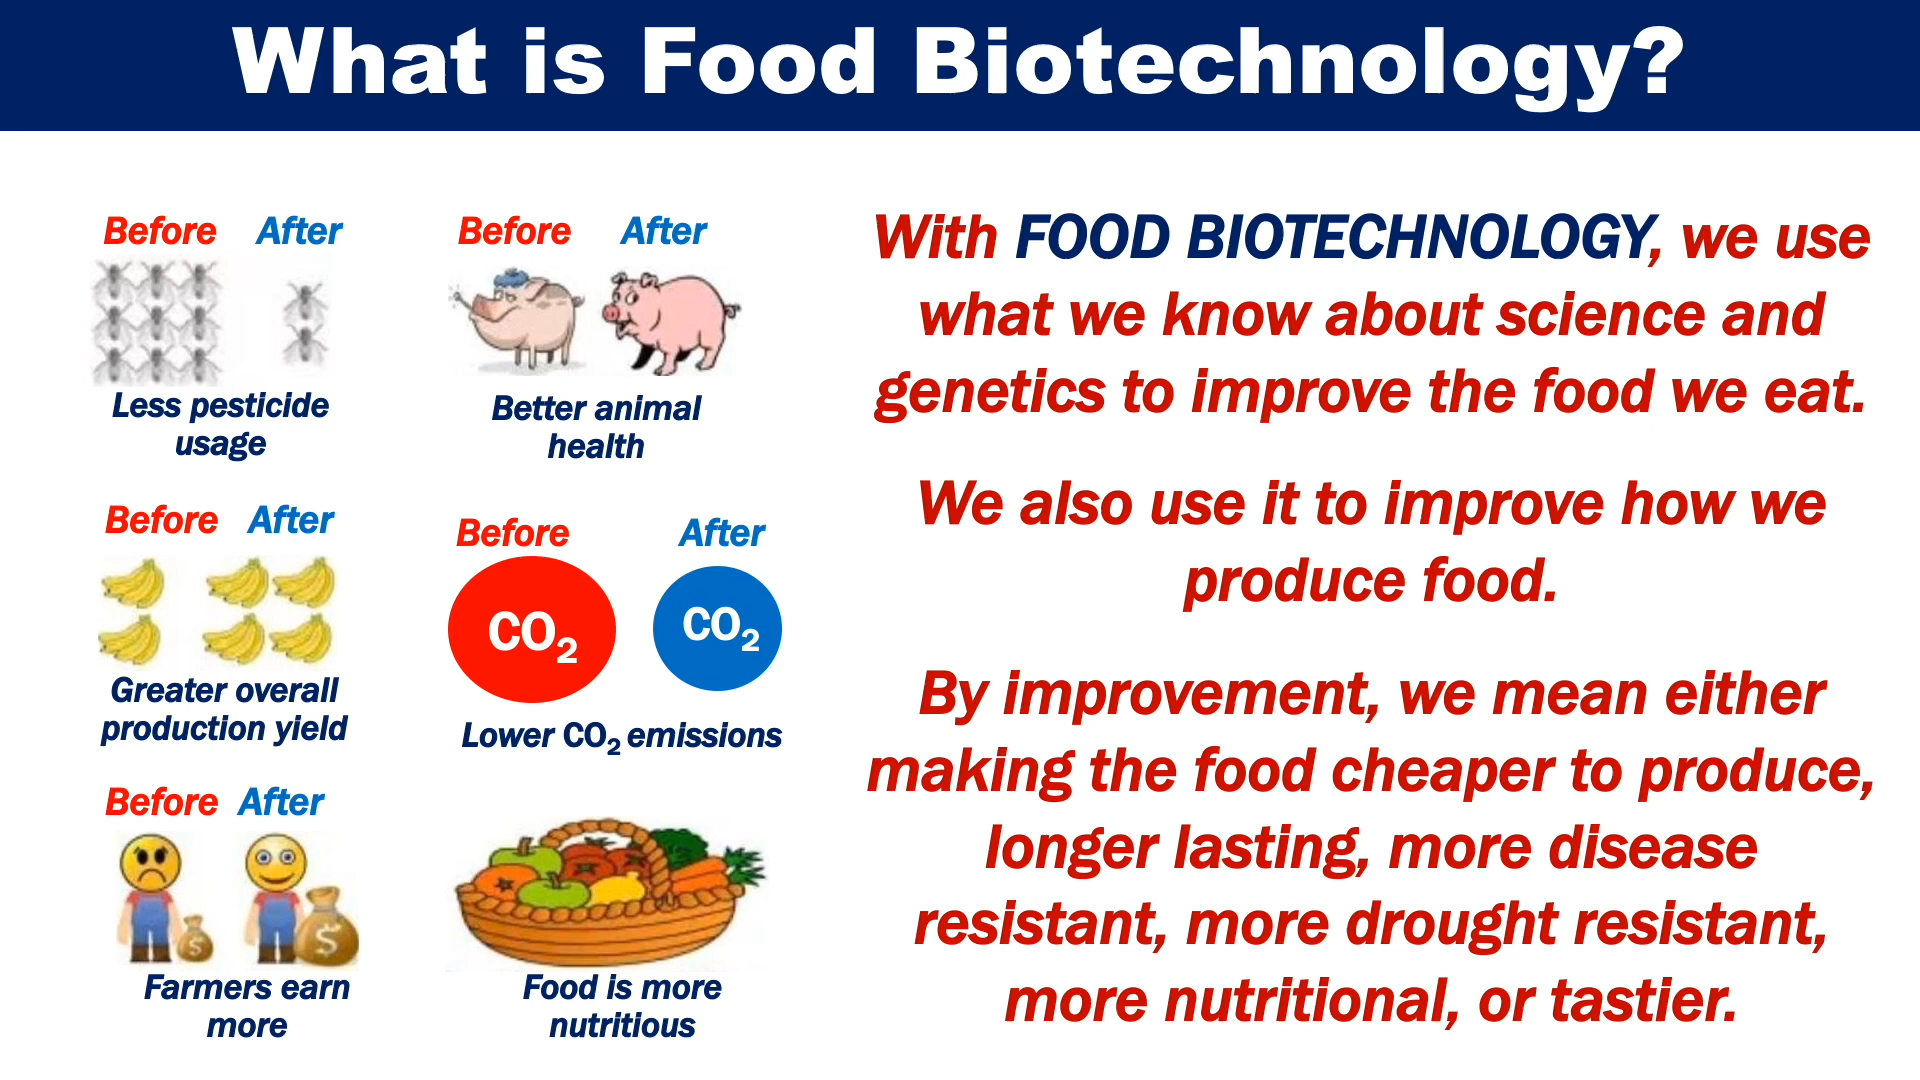 What is Food Biotechnology?
Before After
Less pesticide
usage
Before After
Better animal
health
Before After
Greater overall
production yield
Before After
CO₂ CO₂
Lower CO₂ emissions
Before After
$ $
Farmers earn
more
Food is more
nutritious
With FOOD BIOTECHNOLOGY, we use
what we know about science and
genetics to improve the food we eat.
We also use it to improve how we
produce food.
By improvement, we mean either
making the food cheaper to produce,
longer lasting, more disease
resistant, more drought resistant,
more nutritional, or tastier.